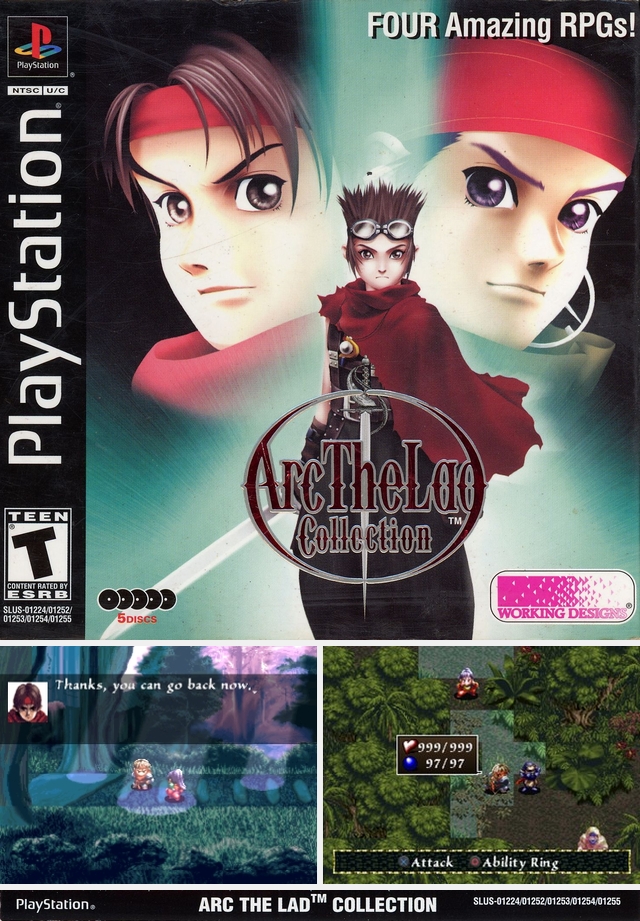 FOUR Amazing RPGs!
PlayStation
®
NTSC U/C
PlayStation®
ArcTheLad
Collection
TM
TEEN
T
®
CONTENT RATED BY
ESRB
SLUS-01224/01252/
01253/01254/01255
5 DISCS
WORKING DESIGNS®
Thanks, you can go back now..
999/999
97/97
Attack Ability Ring
PlayStation®
ARC THE LAD™ COLLECTION
SLUS-01224/01252/01253/01254/01255